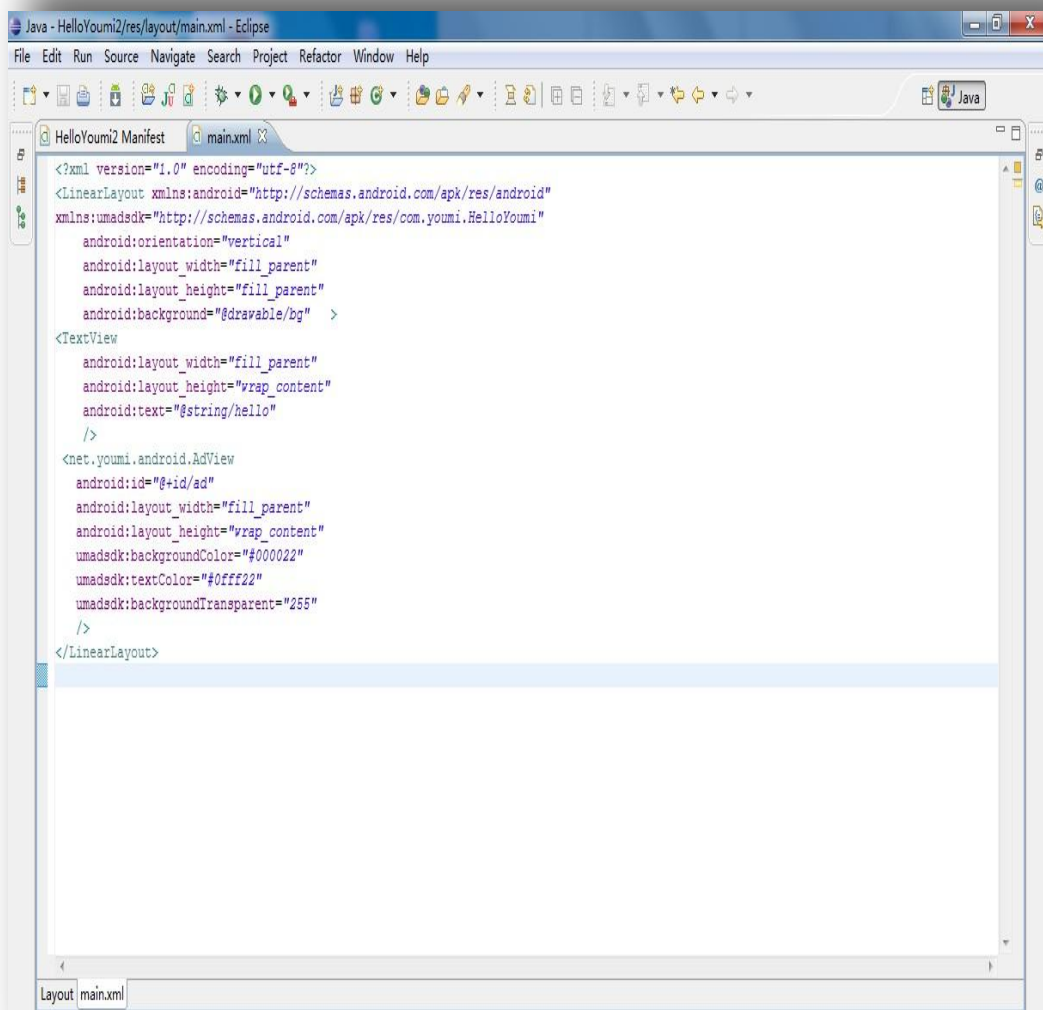 Java - HelloYoumi2/res/layout/main.xml - Eclipse
File Edit Run Source Navigate Search Project Refactor Window Help
Java
HelloYoumi2 Manifest main.xml
<?xml version="1.0" encoding="utf-8"?>
<LinearLayout xmlns:android="http://schemas.android.com/apk/res/android"
xmlns:umadsdk="http://schemas.android.com/apk/res/com.youmi.HelloYoumi"
android:orientation="vertical"
android:layout_width="fill_parent"
android:layout_height="fill_parent"
android:background="@drawable/bg" >
<TextView
android:layout_width="fill_parent"
android:layout_height="wrap_content"
android:text="@string/hello"
/>
<net.youmi.android.AdView
android:id="@+id/ad"
android:layout_width="fill_parent"
android:layout_height="wrap_content"
umadsdk:backgroundColor="#000022"
umadsdk:textColor="#0fff22"
umadsdk:backgroundTransparent="255"
/>
</LinearLayout>
Layout main.xml